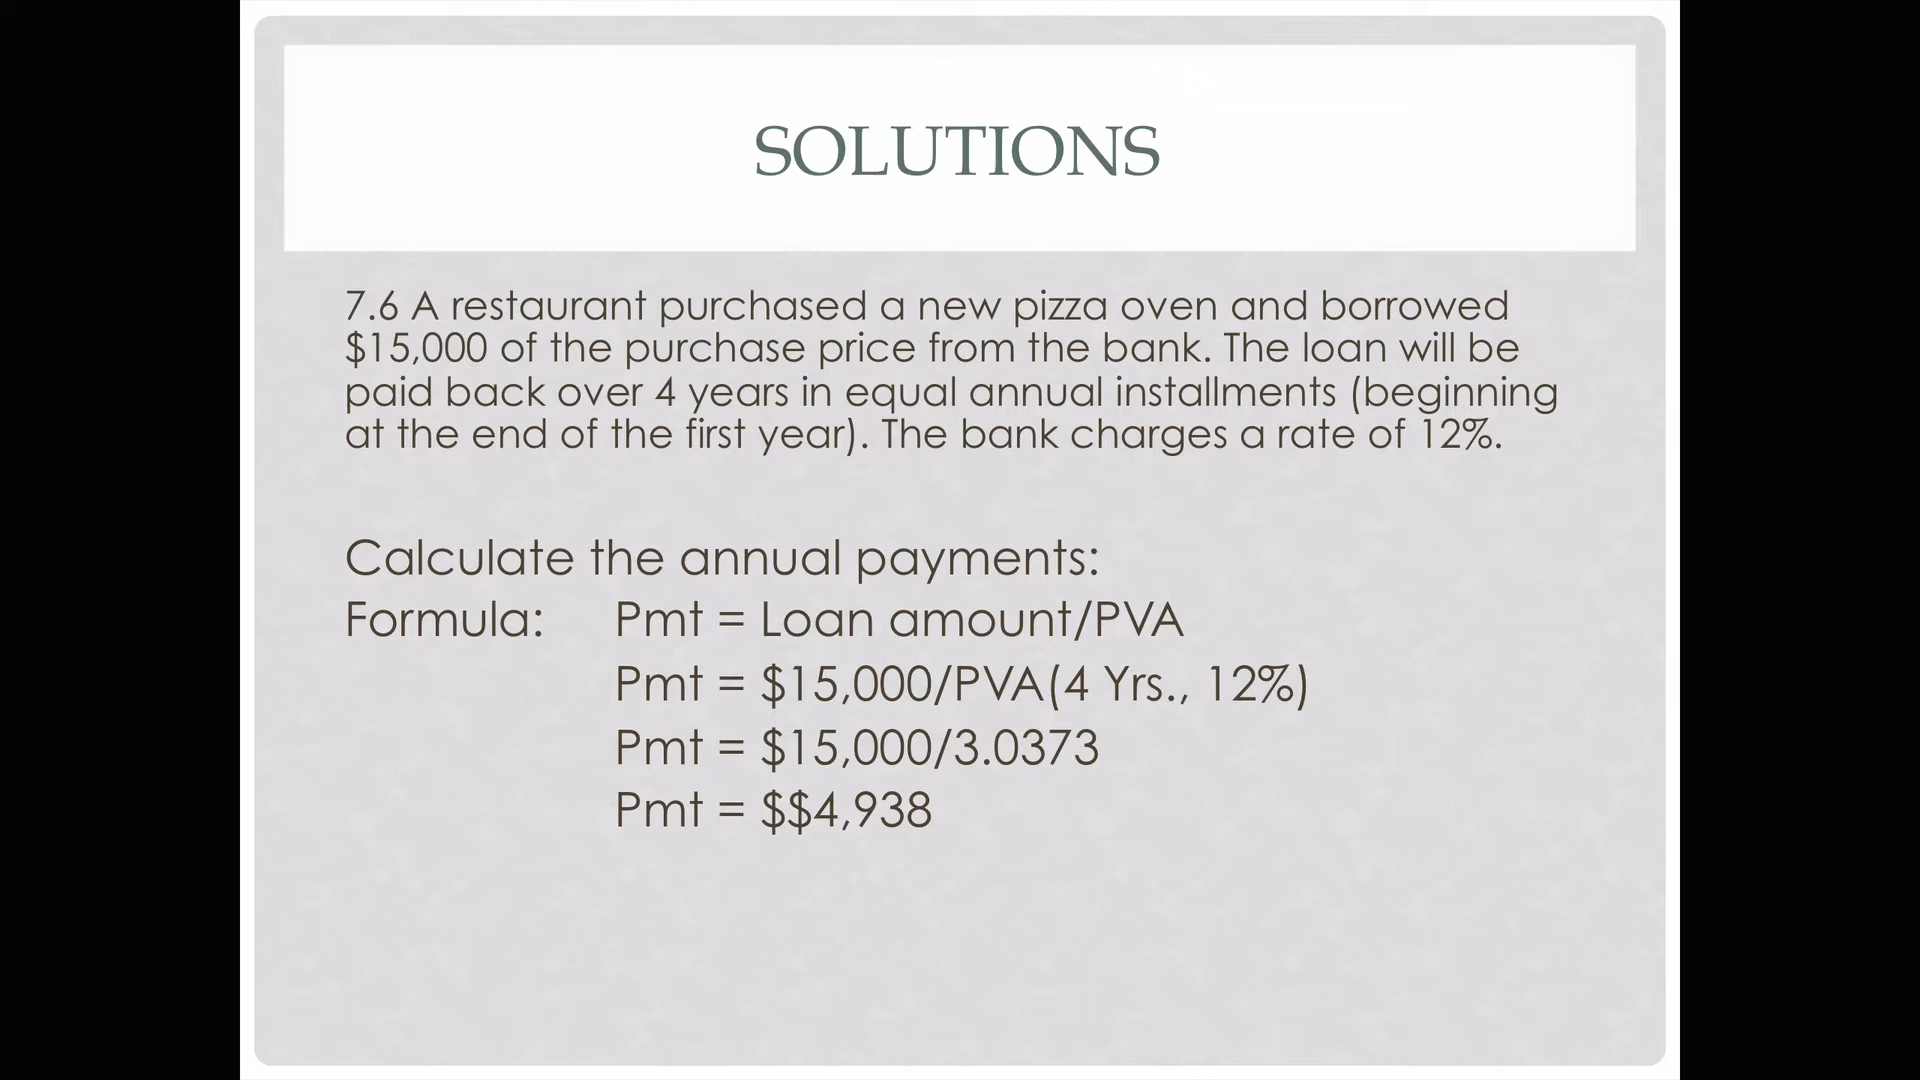 SOLUTIONS
7.6 A restaurant purchased a new pizza oven and borrowed
$15,000 of the purchase price from the bank. The loan will be
paid back over 4 years in equal annual installments (beginning
at the end of the first year). The bank charges a rate of 12%.
Calculate the annual payments:
Formula: Pmt = Loan amount/PVA
Pmt = $15,000/PVA(4 Yrs., 12%)
Pmt = $15,000/3.0373
Pmt = $$4,938